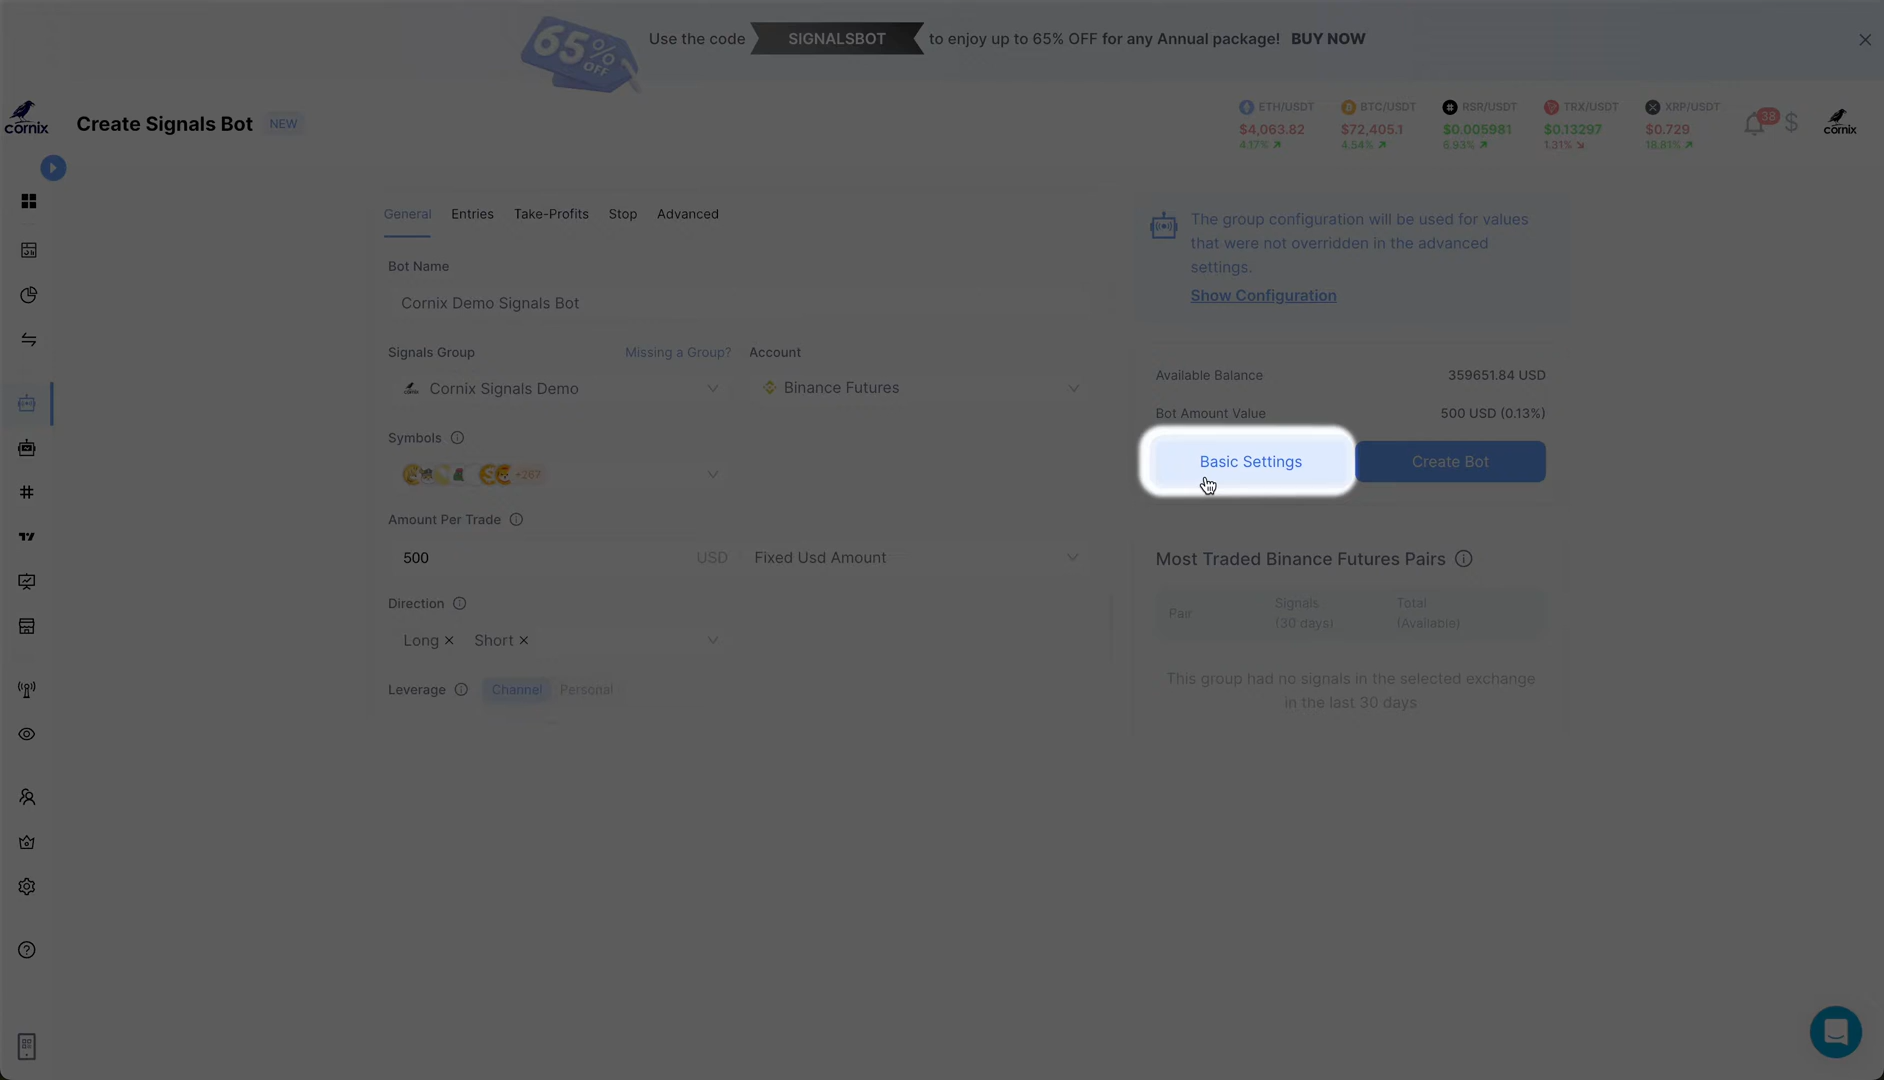 65%
OFF
Use the code SIGNALSBOT to enjoy up to 65% OFF for any Annual package! BUY NOW
cornix
Create Signals Bot NEW
ETH/USDT BTC/USDT RSR/USDT TRX/USDT XRP/USDT
$4,063.82 $72,405.1 $0.005981 $0.13297 $0.729
4.17% 4.54% 6.93% 1.31% 18.81%
38
cornix
General Entries Take-Profits Stop Advanced
Bot Name
Cornix Demo Signals Bot
Signals Group Missing a Group? Account
Cornix Signals Demo Binance Futures
Symbols
+267
Amount Per Trade
500 USD Fixed Usd Amount
Direction
Long Short
Leverage Channel Personal
The group configuration will be used for values
that were not overridden in the advanced
settings.
Show Configuration
Available Balance 359651.84 USD
Bot Amount Value 500 USD (0.13%)
Basic Settings Create Bot
Most Traded Binance Futures Pairs
Pair Signals (30 days) Total (Available)
This group had no signals in the selected exchange
in the last 30 days